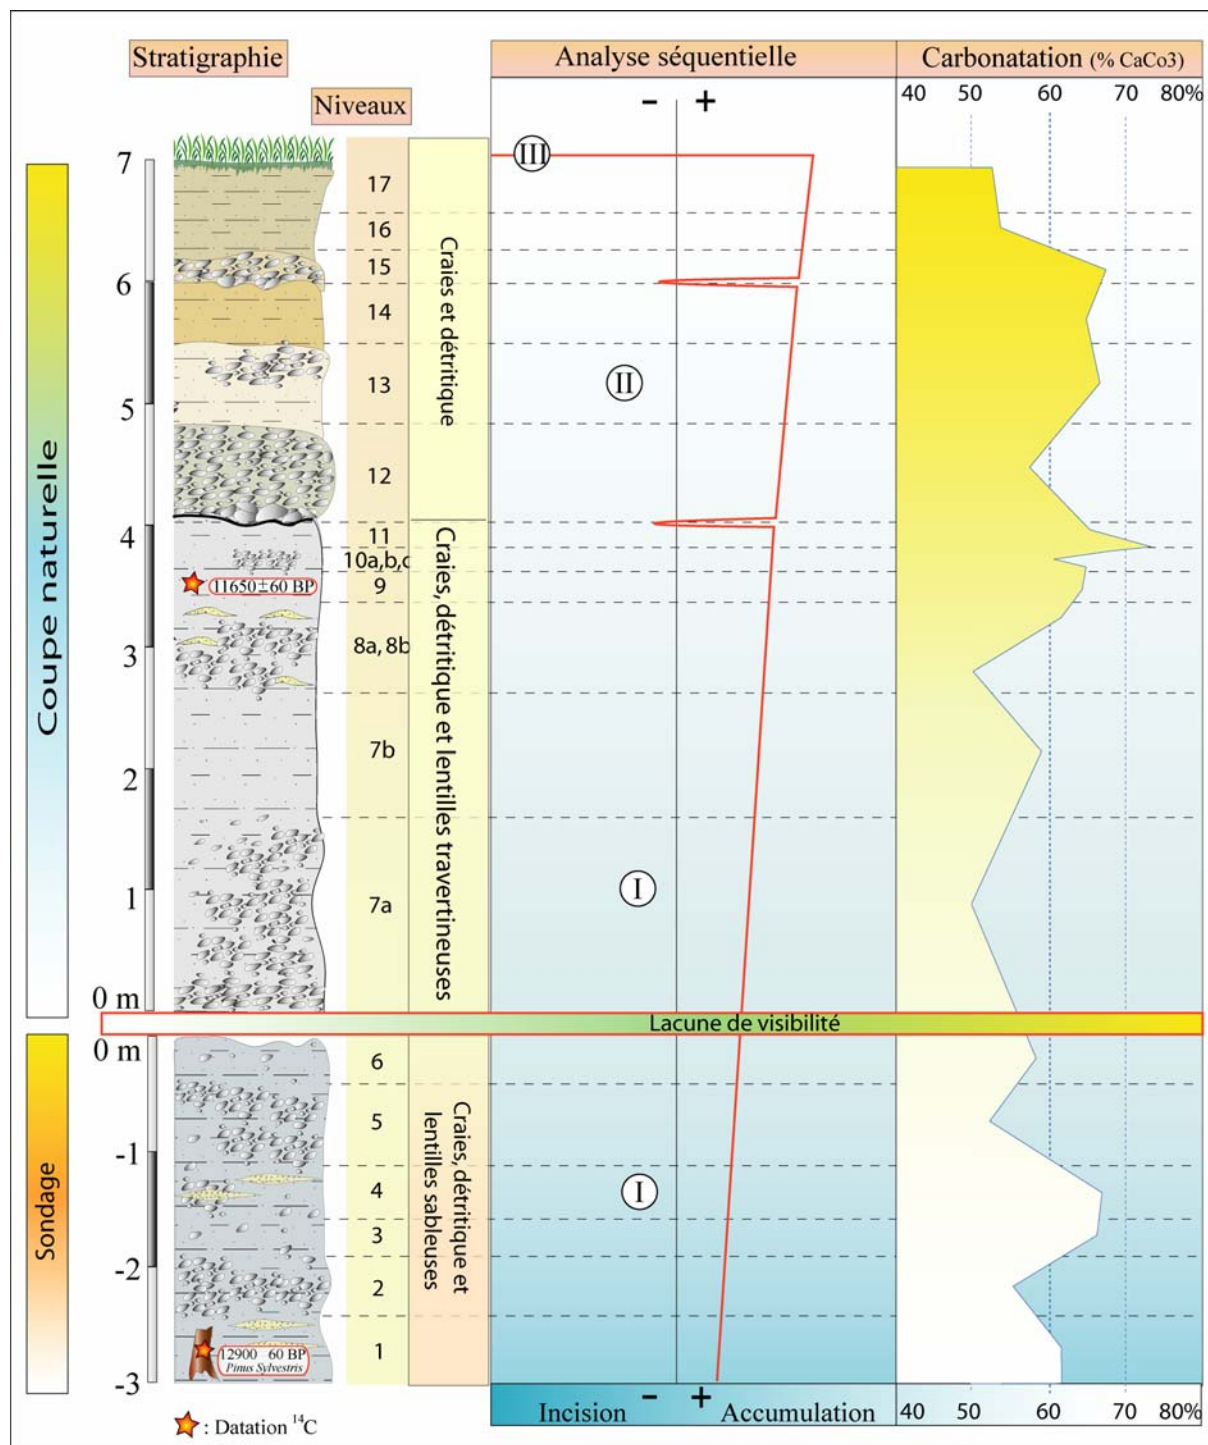 Stratigraphie
Analyse séquentielle
Carbonatation (% CaCo3)
Niveaux
- +
40 50 60 70 80%
Coupe naturelle
7
6
5
4
3
2
1
0 m
17
16
15
14
13
12
11
10a,b,c
9
8a, 8b
7b
7a
11650±60 BP
Craies et détritique
Craies, détritique et lentilles travertineuses
III
II
I
Lacune de visibilité
Sondage
0 m
-1
-2
-3
6
5
4
3
2
1
12900 60 BP
Pinus Sylvestris
Craies, détritique et
lentilles sableuses
I
- +
Incision Accumulation
40 50 60 70 80%
: Datation ¹⁴C